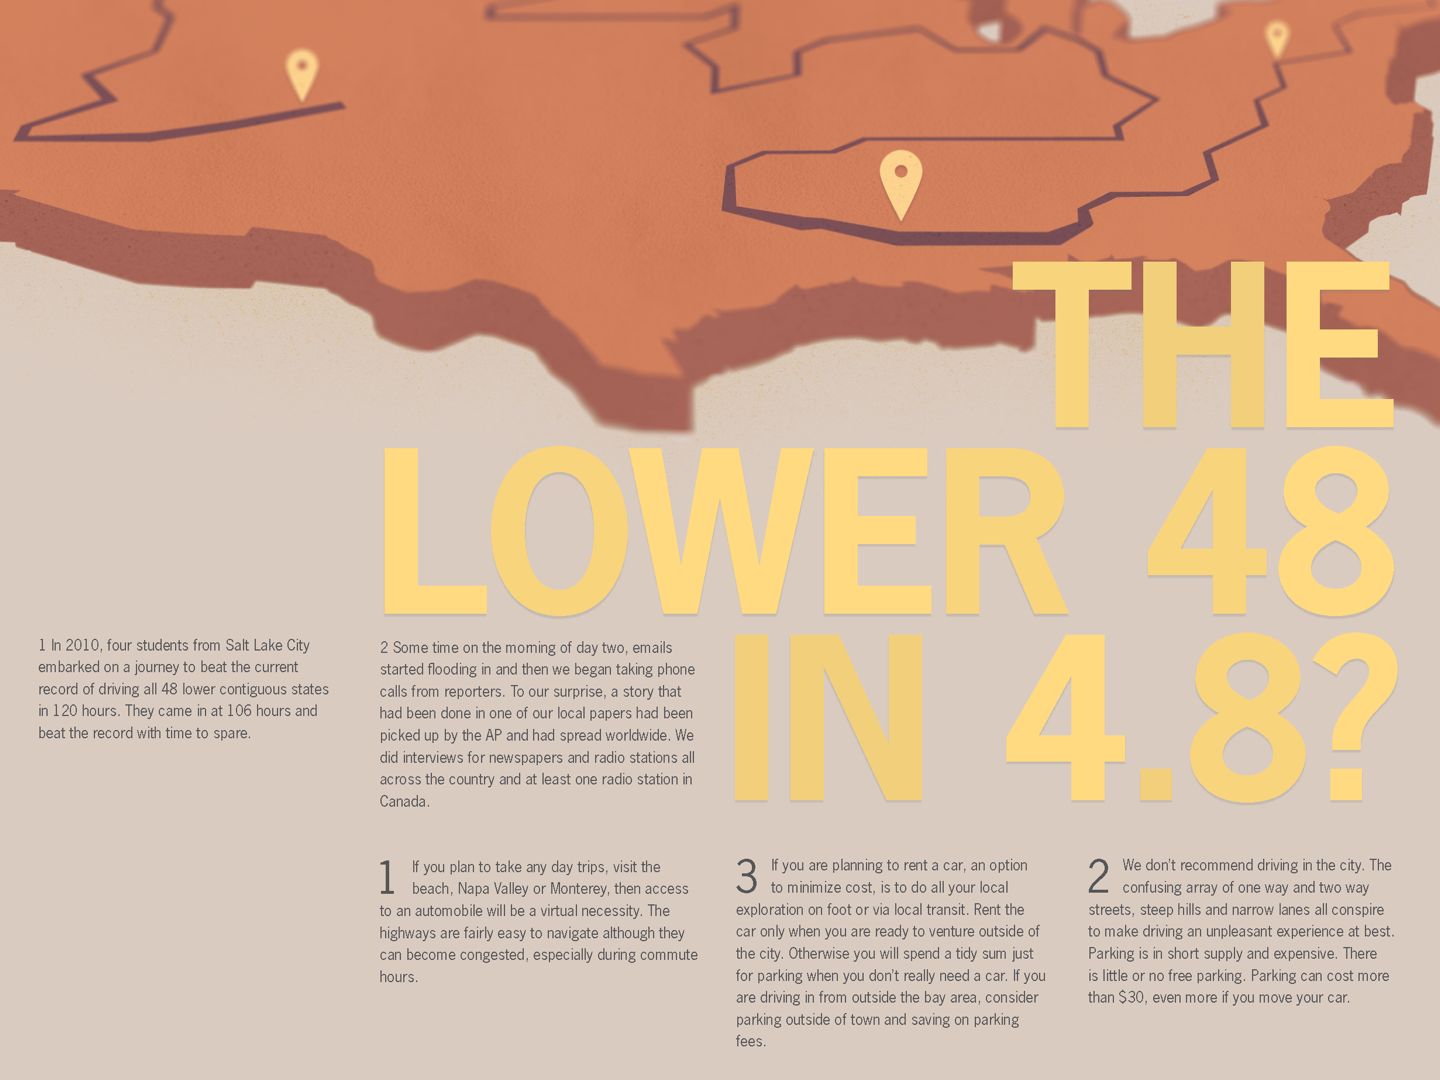 THE
LOWER 48
IN 4.8?
1 In 2010, four students from Salt Lake City
embarked on a journey to beat the current
record of driving all 48 lower contiguous states
in 120 hours. They came in at 106 hours and
beat the record with time to spare.
2 Some time on the morning of day two, emails
started flooding in and then we began taking phone
calls from reporters. To our surprise, a story that
had been done in one of our local papers had been
picked up by the AP and had spread worldwide. We
did interviews for newspapers and radio stations all
across the country and at least one radio station in
Canada.
1 If you plan to take any day trips, visit the
beach, Napa Valley or Monterey, then access
to an automobile will be a virtual necessity. The
highways are fairly easy to navigate although they
can become congested, especially during commute
hours.
3 If you are planning to rent a car, an option
to minimize cost, is to do all your local
exploration on foot or via local transit. Rent the
car only when you are ready to venture outside of
the city. Otherwise you will spend a tidy sum just
for parking when you don't really need a car. If you
are driving in from outside the bay area, consider
parking outside of town and saving on parking
fees.
2 We don't recommend driving in the city. The
confusing array of one way and two way
streets, steep hills and narrow lanes all conspire
to make driving an unpleasant experience at best.
Parking is in short supply and expensive. There
is little or no free parking. Parking can cost more
than $30, even more if you move your car.